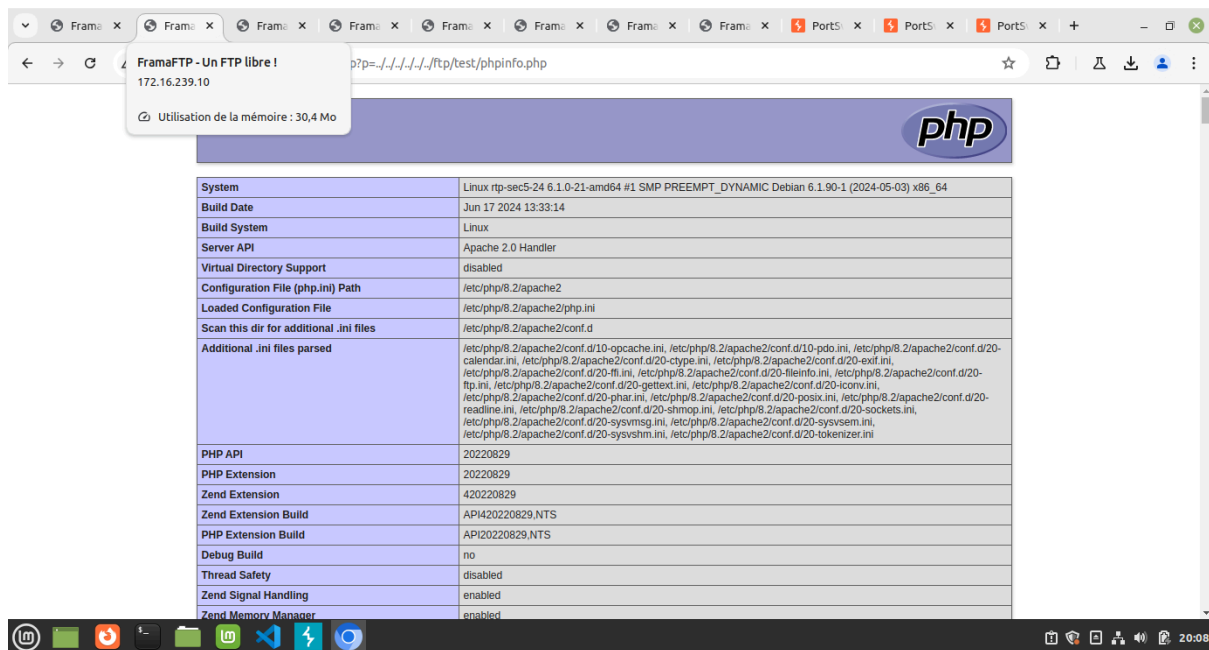 Frama
Frama
Frama
Frama
Frama
Frama
Frama
Frama
PortS
PortS
PortS
FramaFTP - Un FTP libre !
172.16.239.10
Utilisation de la mémoire : 30,4 Mo
p?p=../../../../../ftp/test/phpinfo.php
php
System Linux rtp-sec5-24 6.1.0-21-amd64 #1 SMP PREEMPT_DYNAMIC Debian 6.1.90-1 (2024-05-03) x86_64
Build Date Jun 17 2024 13:33:14
Build System Linux
Server API Apache 2.0 Handler
Virtual Directory Support disabled
Configuration File (php.ini) Path /etc/php/8.2/apache2
Loaded Configuration File /etc/php/8.2/apache2/php.ini
Scan this dir for additional .ini files /etc/php/8.2/apache2/conf.d
Additional .ini files parsed /etc/php/8.2/apache2/conf.d/10-opcache.ini, /etc/php/8.2/apache2/conf.d/10-pdo.ini, /etc/php/8.2/apache2/conf.d/20-
calendar.ini, /etc/php/8.2/apache2/conf.d/20-ctype.ini, /etc/php/8.2/apache2/conf.d/20-exif.ini,
/etc/php/8.2/apache2/conf.d/20-ffi.ini, /etc/php/8.2/apache2/conf.d/20-fileinfo.ini, /etc/php/8.2/apache2/conf.d/20-
ftp.ini, /etc/php/8.2/apache2/conf.d/20-gettext.ini, /etc/php/8.2/apache2/conf.d/20-iconv.ini,
/etc/php/8.2/apache2/conf.d/20-phar.ini, /etc/php/8.2/apache2/conf.d/20-posix.ini, /etc/php/8.2/apache2/conf.d/20-
readline.ini, /etc/php/8.2/apache2/conf.d/20-shmop.ini, /etc/php/8.2/apache2/conf.d/20-sockets.ini,
/etc/php/8.2/apache2/conf.d/20-sysvmsg.ini, /etc/php/8.2/apache2/conf.d/20-sysvsem.ini,
/etc/php/8.2/apache2/conf.d/20-sysvshm.ini, /etc/php/8.2/apache2/conf.d/20-tokenizer.ini
PHP API 20220829
PHP Extension 20220829
Zend Extension 420220829
Zend Extension Build API420220829,NTS
PHP Extension Build API20220829,NTS
Debug Build no
Thread Safety disabled
Zend Signal Handling enabled
Zend Memory Manager enabled
20:08